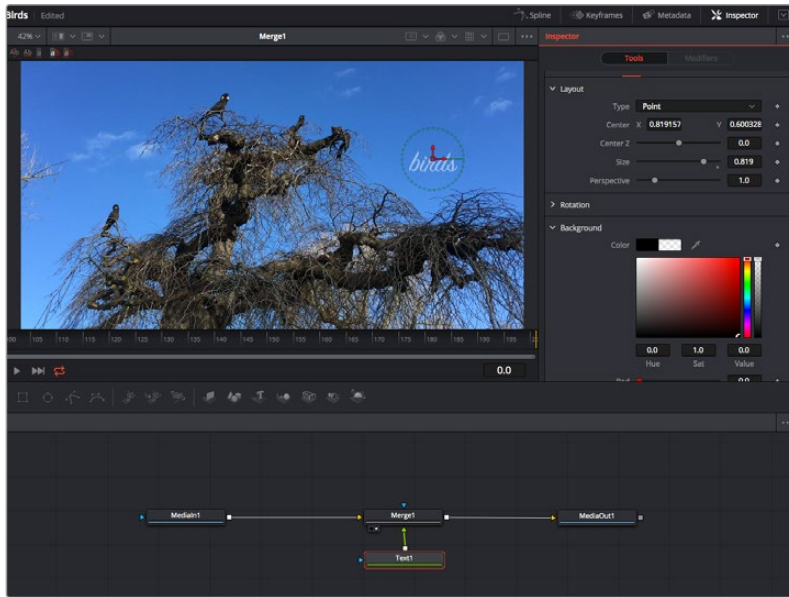 Birds Edited Spline Keyframes Metadata Inspector
42% Merge1 Inspector
Tools Modifiers
Layout
Type Point
Center X 0.819157 Y 0.600328
Center Z 0.0
Size 0.819
Perspective 1.0
Rotation
Background
Color
birds
105 110 115 120 125 130 135 140 145 150 155 160 165 170 175 180 185 190 195
0.0 1.0 0.0
Hue Sat Value
0.0
MediaIn1 Merge1 MediaOut1
Text1